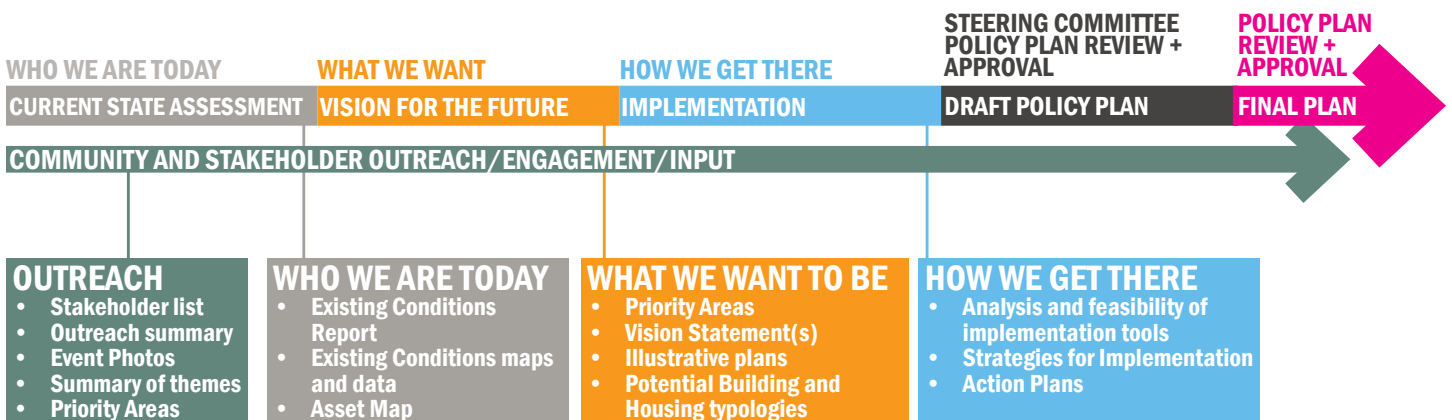 WHO WE ARE TODAY
WHAT WE WANT
HOW WE GET THERE
STEERING COMMITTEE
POLICY PLAN REVIEW +
APPROVAL
POLICY PLAN
REVIEW +
APPROVAL
CURRENT STATE ASSESSMENT
VISION FOR THE FUTURE
IMPLEMENTATION
DRAFT POLICY PLAN
FINAL PLAN
COMMUNITY AND STAKEHOLDER OUTREACH/ENGAGEMENT/INPUT
OUTREACH
• Stakeholder list
• Outreach summary
• Event Photos
• Summary of themes
• Priority Areas
WHO WE ARE TODAY
• Existing Conditions
Report
• Existing Conditions maps
and data
• Asset Map
WHAT WE WANT TO BE
• Priority Areas
• Vision Statement(s)
• Illustrative plans
• Potential Building and
Housing typologies
HOW WE GET THERE
• Analysis and feasibility of
implementation tools
• Strategies for Implementation
• Action Plans